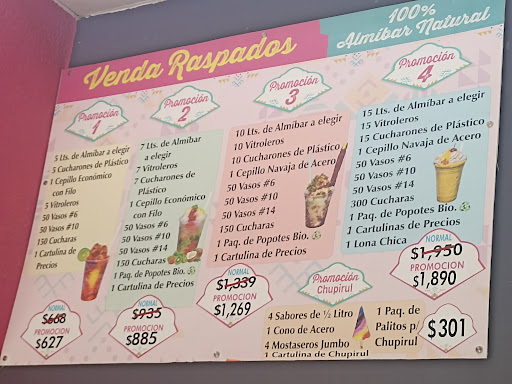 Venda Raspados
100%
Almíbar Natural
Promoción
1
5 Lts. de Almíbar a elegir
5 Cucharones de Plástico
1 Cepillo Económico
con Filo
5 Vitroleros
50 Vasos #6
50 Vasos #10
150 Cucharas
1 Cartulina de
Precios
NORMAL
$668
PROMOCION
$627
Promoción
2
7 Lts. de Almíbar
a elegir
7 Vitroleros
7 Cucharones de
Plástico
1 Cepillo Económico
con Filo
50 Vasos #6
50 Vasos #10
50 Vasos #14
150 Cucharas
1 Paq. de Popotes Bio.
1 Cartulina de Precios
NORMAL
$935
PROMOCION
$885
Promoción
3
10 Lts. de Almíbar a elegir
10 Vitroleros
10 Cucharones de Plástico
1 Cepillo Navaja de Acero
50 Vasos #6
50 Vasos #10
50 Vasos #14
150 Cucharas
1 Paq. de Popotes Bio.
1 Cartulina de Precios
NORMAL
$1,339
PROMOCION
$1,269
Promoción
4
15 Lts. de Almíbar a elegir
15 Vitroleros
15 Cucharones de Plástico
1 Cepillo Navaja de Acero
50 Vasos #6
50 Vasos #10
50 Vasos #14
300 Cucharas
1 Paq. de Popotes Bio.
1 Cartulinas de Precios
1 Lona Chica
NORMAL
$1,950
PROMOCION
$1,890
Promoción
Chupirul
4 Sabores de ½ Litro
1 Cono de Acero
4 Mostaseros Jumbo
1 Cartulina de Chupirul
1 Paq. de
Palitos p/
Chupirul
$301